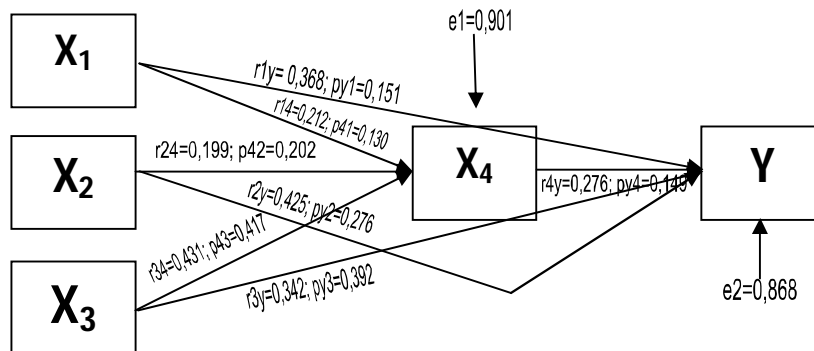 e1=0,901
X1
r1y= 0,368; py1=0,151
r14=0,212; p41=0,130
X2
r24=0,199; p42=0,202
X4
Y
r4y=0,276; py4=0,149
r2y=0,425; py2=0,276
r34=0,431; p43=0,417
r3y=0,342; py3=0,392
X3
e2=0,868